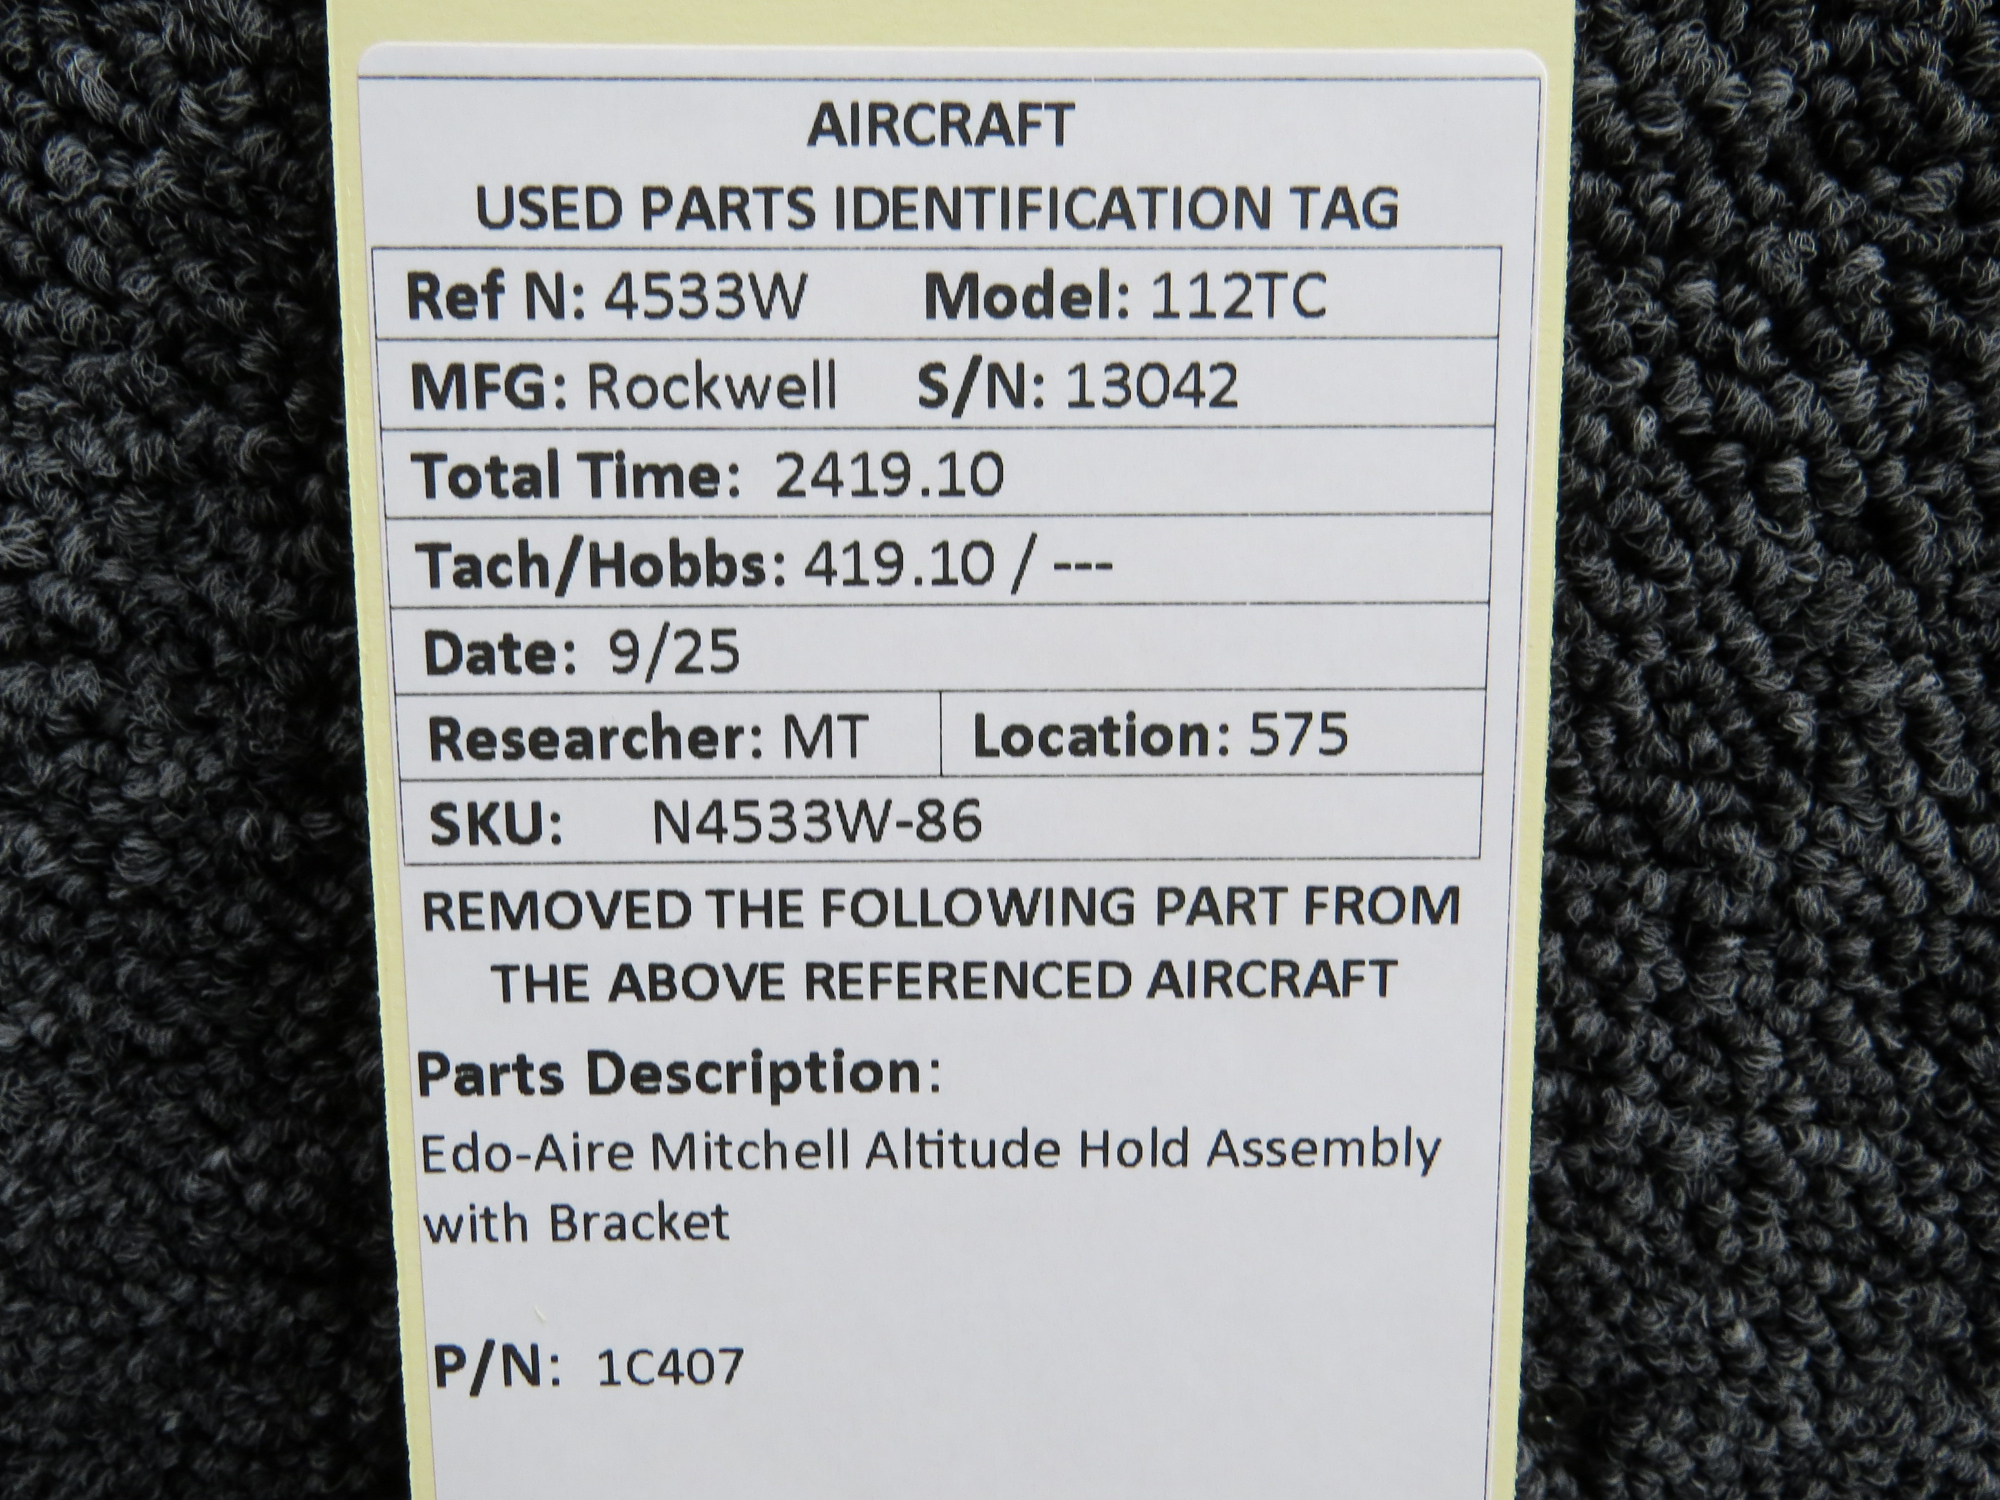 AIRCRAFT
USED PARTS IDENTIFICATION TAG
Ref N: 4533W Model: 112TC
MFG: Rockwell S/N: 13042
Total Time: 2419.10
Tach/Hobbs: 419.10 / ---
Date: 9/25
Researcher: MT Location: 575
SKU: N4533W-86
REMOVED THE FOLLOWING PART FROM
THE ABOVE REFERENCED AIRCRAFT
Parts Description:
Edo-Aire Mitchell Altitude Hold Assembly
with Bracket
P/N: 1C407